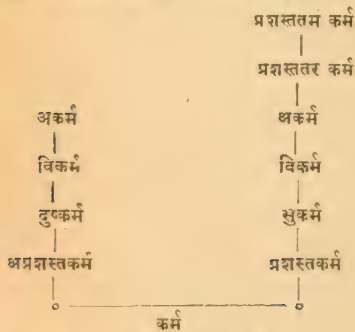 प्रशस्ततम कर्म
प्रशस्ततर कर्म
अकर्म अकर्म
विकर्म विकर्म
दुष्कर्म सुकर्म
अप्रशस्तकर्म प्रशस्तकर्म
कर्म